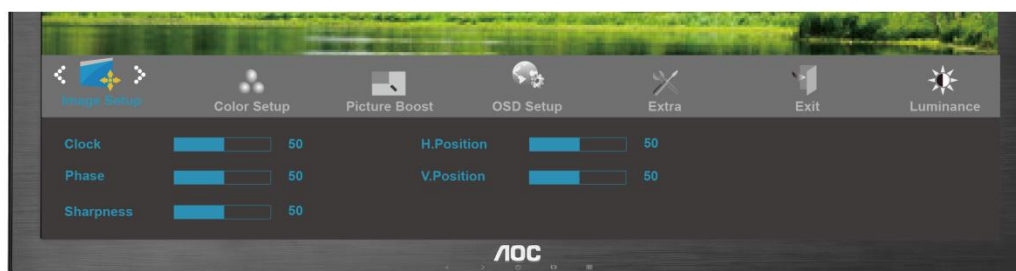 Image Setup
Color Setup
Picture Boost
OSD Setup
Extra
Exit
Luminance
Clock 50 H.Position 50
Phase 50 V.Position 50
Sharpness 50
AOC